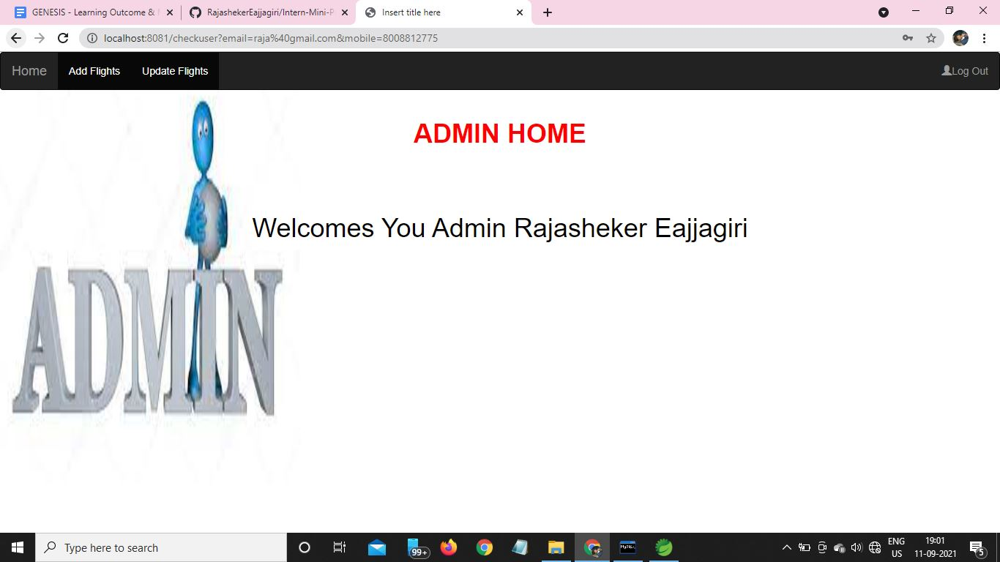 GENESIS - Learning Outcome &
RajashekerEajjagiri/Intern-Mini-P
Insert title here
localhost:8081/checkuser?email=raja%40gmail.com&mobile=8008812775
Home Add Flights Update Flights Log Out
ADMIN HOME
Welcomes You Admin Rajasheker Eajjagiri
ADMIN
Type here to search
99+
MySQL
ENG
US
19:01
11-09-2021
5